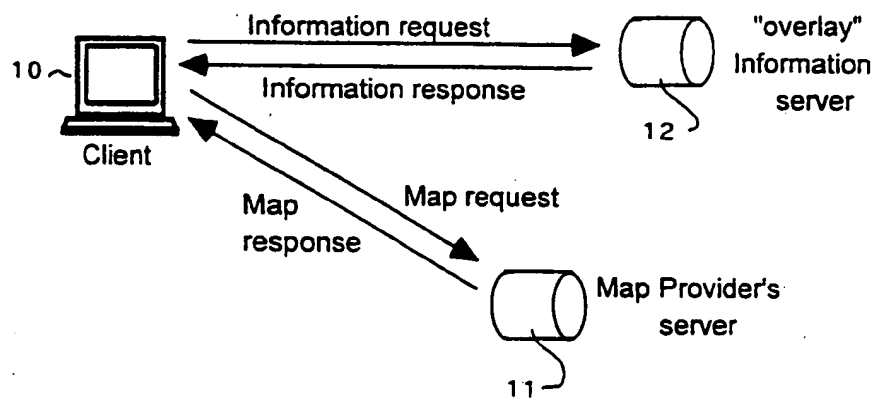 Information request
"overlay"
Information
server
10
Information response
12
Client
Map request
Map
response
Map Provider's
server
11